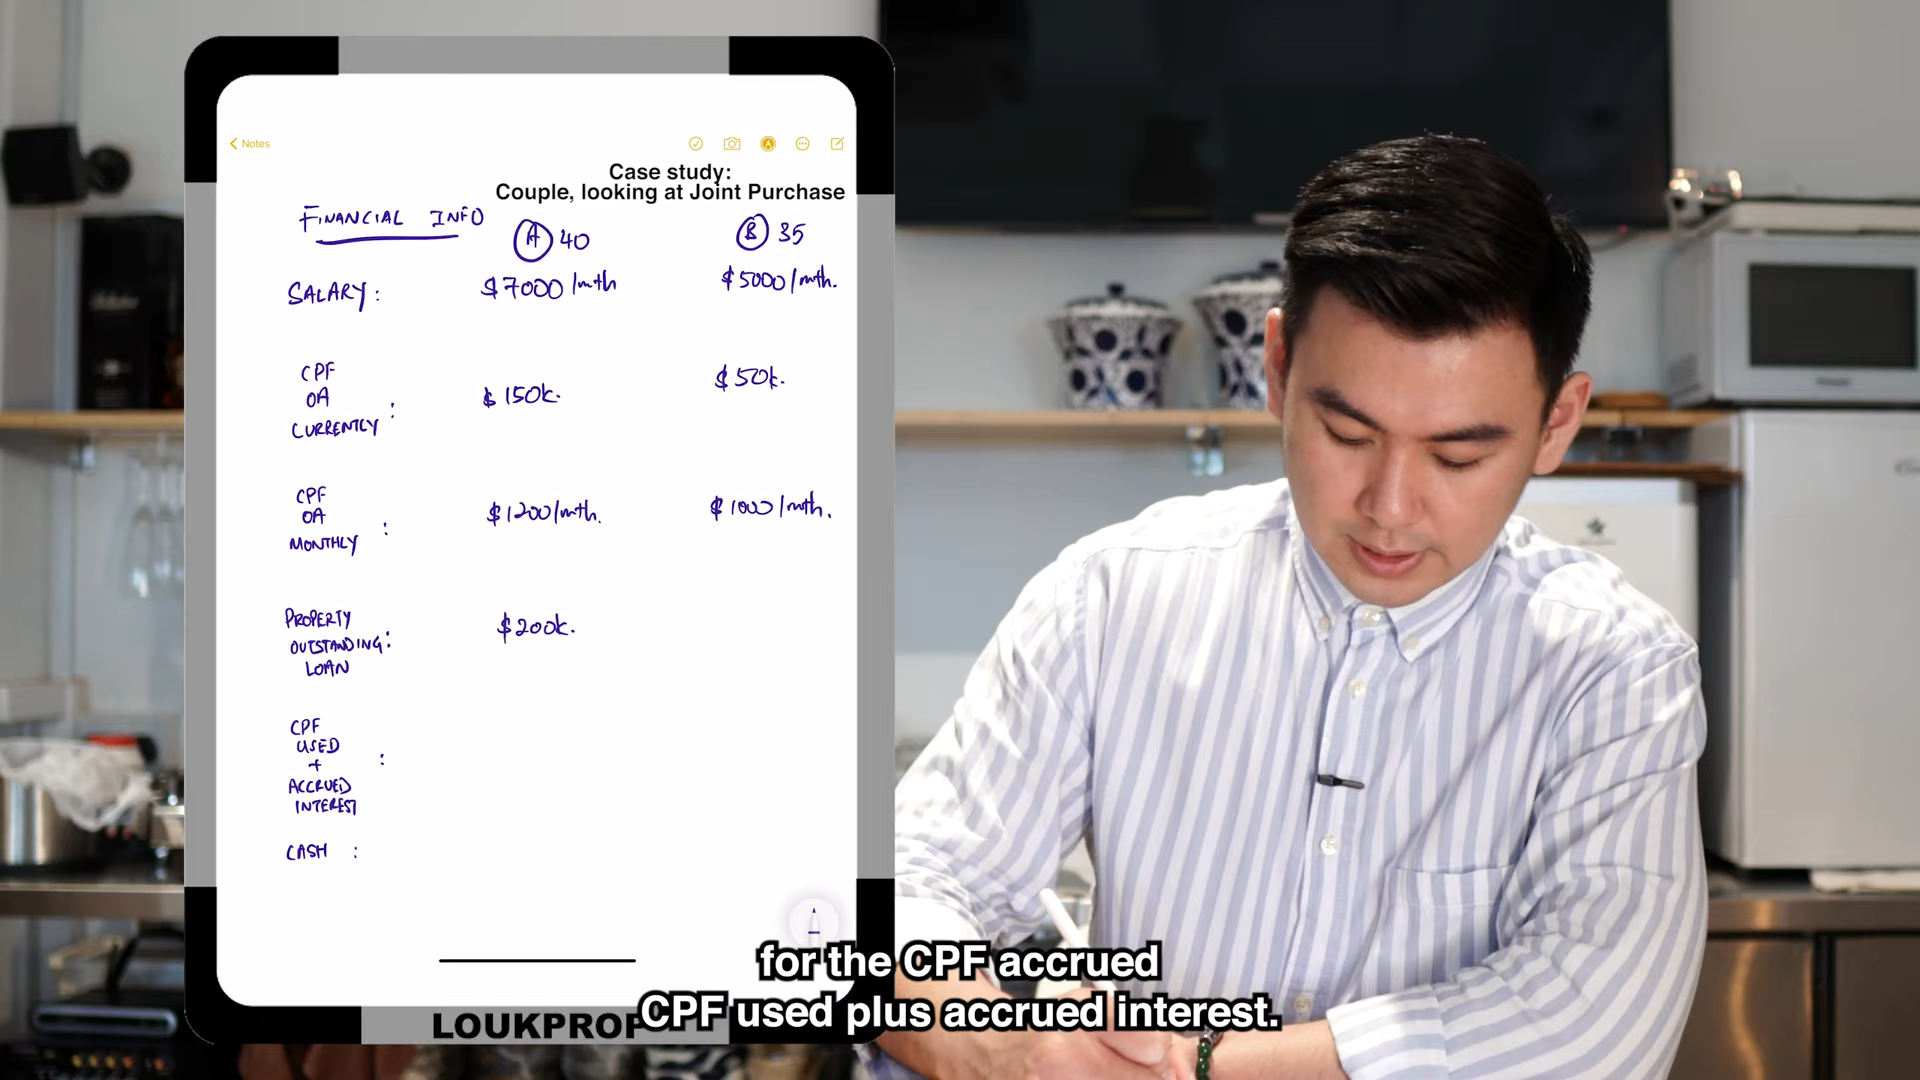 Notes
Case study:
Couple, looking at Joint Purchase
FINANCIAL INFO
A 40
B 35
SALARY: $7000/mth $5000/mth.
CPF
OA
CURRENTLY : $150k. $50k.
CPF
OA
MONTHLY : $1200/mth. $1000/mth.
PROPERTY
OUTSTANDING: $200k.
LOAN
CPF
USED
+
ACCRUED
INTEREST :
CASH :
for the CPF accrued
CPF used plus accrued interest.
LOUKPROP